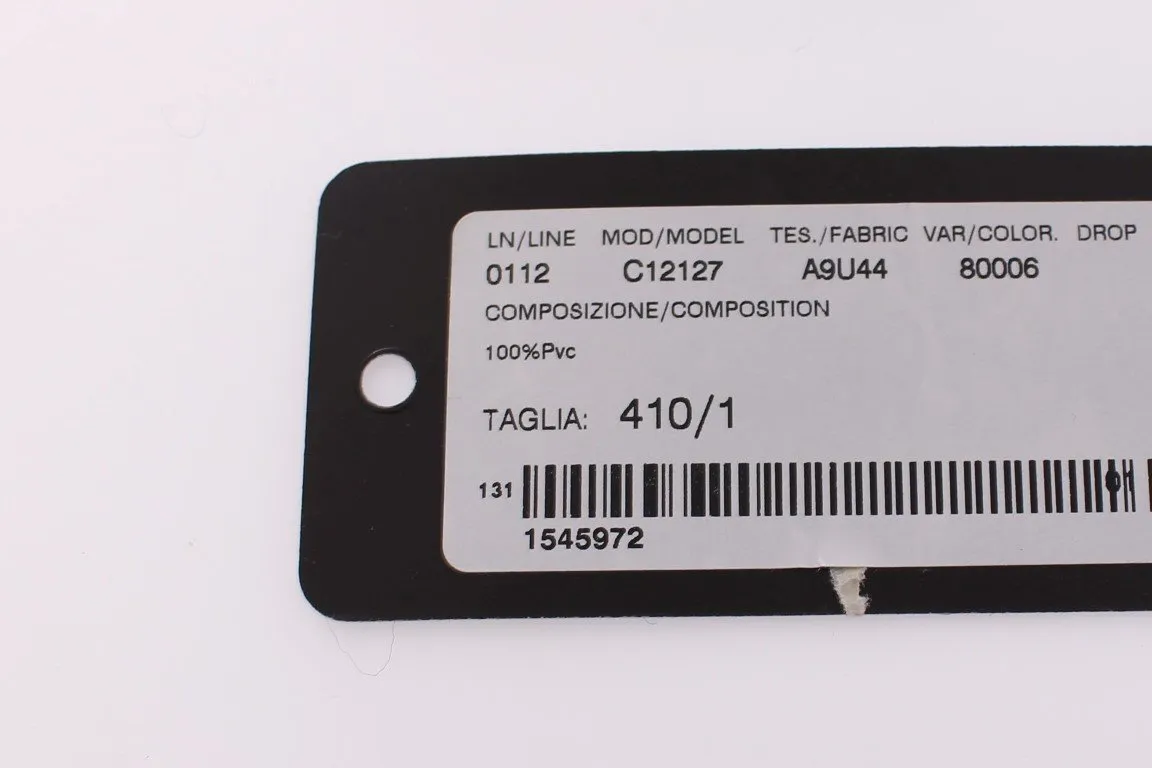 LN/LINE MOD/MODEL TES./FABRIC VAR/COLOR. DROP
0112 C12127 A9U44 80006
COMPOSIZIONE/COMPOSITION
100%Pvc
TAGLIA: 410/1
131
1545972